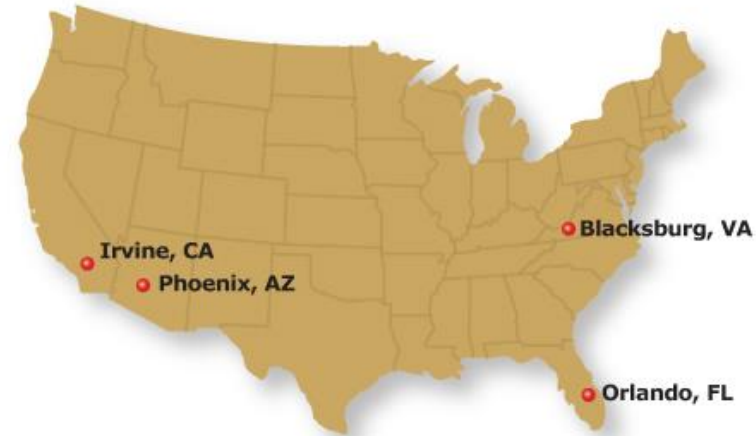 Blacksburg, VA
Irvine, CA
Phoenix, AZ
Orlando, FL